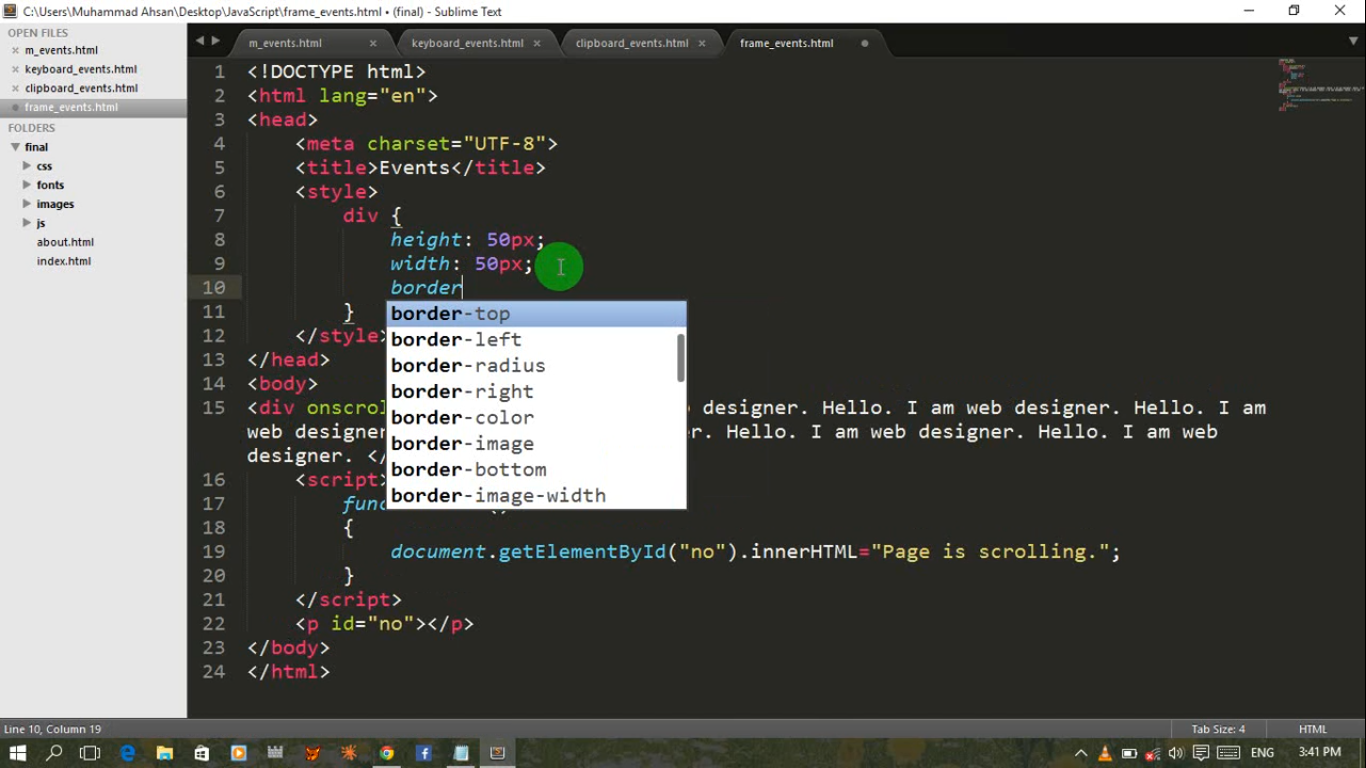 C:\Users\Muhammad Ahsan\Desktop\JavaScript\frame_events.html • (final) - Sublime Text
OPEN FILES
m_events.html
keyboard_events.html
clipboard_events.html
frame_events.html
FOLDERS
final
css
fonts
images
js
about.html
index.html
m_events.html
keyboard_events.html
clipboard_events.html
frame_events.html
1 <!DOCTYPE html>
2 <html lang="en">
3 <head>
4 <meta charset="UTF-8">
5 <title>Events</title>
6 <style>
7 div {
8 height: 50px;
9 width: 50px;
10 border
11 }
12 </style>
13 </head>
14 <body>
15 <div onscrol designer. Hello. I am web designer. Hello. I am
web designer r. Hello. I am web designer. Hello. I am web
designer. </
16 <script>
17 func ()
18 {
19 document.getElementById("no").innerHTML="Page is scrolling.";
20 }
21 </script>
22 <p id="no"></p>
23 </body>
24 </html>
border-top
border-left
border-radius
border-right
border-color
border-image
border-bottom
border-image-width
Line 10, Column 19
Tab Size: 4
HTML
ENG
3:41 PM